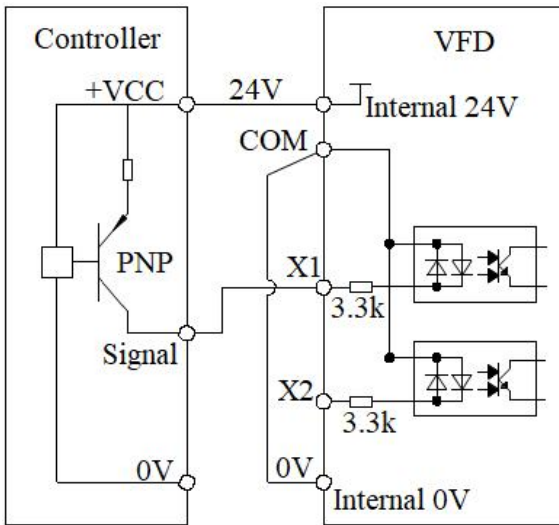 Controller
VFD
+VCC
24V
Internal 24V
COM
PNP
X1
3.3k
Signal
X2
3.3k
0V
0V
Internal 0V